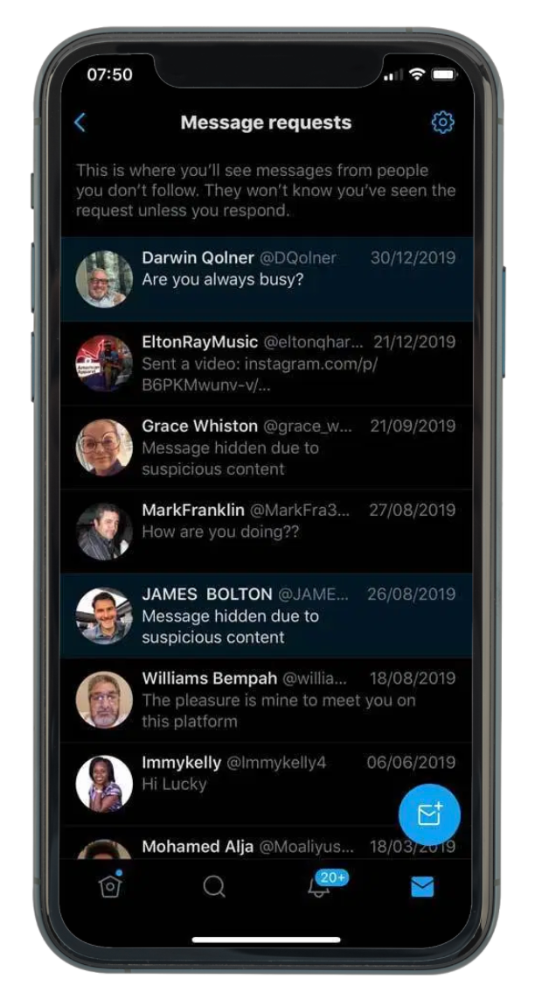 07:50
Message requests
This is where you'll see messages from people
you don't follow. They won't know you've seen the
request unless you respond.
Darwin Qolner @DQolner 30/12/2019
Are you always busy?
EltonRayMusic @eltonqhar... 21/12/2019
Sent a video: instagram.com/p/
B6PKMwunv-v/...
American
Apparel
Grace Whiston @grace_w... 21/09/2019
Message hidden due to
suspicious content
MarkFranklin @MarkFra3... 27/08/2019
How are you doing??
JAMES BOLTON @JAME... 26/08/2019
Message hidden due to
suspicious content
Williams Bempah @willia... 18/08/2019
The pleasure is mine to meet you on
this platform
Immykelly @Immykelly4 06/06/2019
Hi Lucky
Mohamed Alja @Moaliyus... 18/03/2019
20+